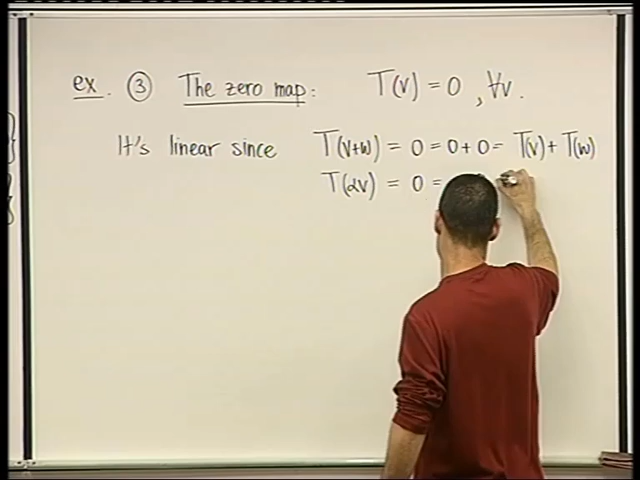 ex. ③ The zero map: T(v) = 0, ∀v.
It's linear since T(v+w) = 0 = 0 + 0 = T(v) + T(w)
T(αv) = 0 =